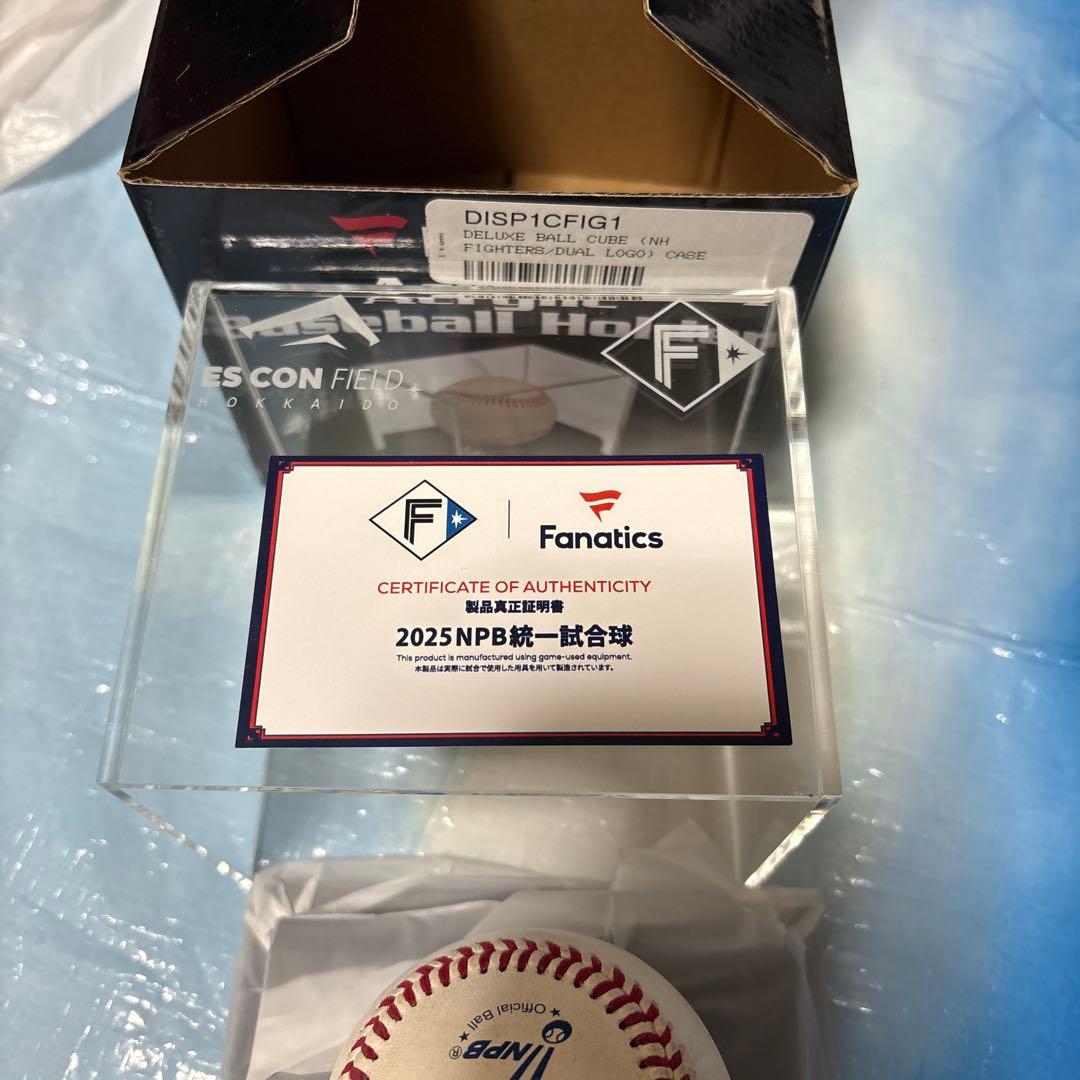 DISP1CFIG1
DELUXE BALL CUBE (NH
FIGHTERS/DUAL LOGO) CASE
Item
Acrylic
Baseball Holder
ES CON FIELD
HOKKAIDO
F
F
Fanatics
CERTIFICATE OF AUTHENTICITY
製品真正証明書
2025NPB統一試合球
This product is manufactured using game-used equipment.
本製品は実際に試合で使用した用具を用いて製造されています。
★ Official Ball ★
NPB®